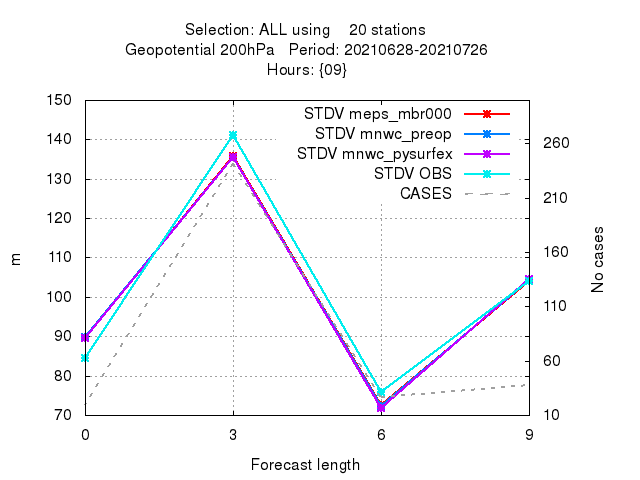 Selection: ALL using 20 stations
Geopotential 200hPa Period: 20210628-20210726
Hours: {09}
STDV meps_mbr000
STDV mnwc_preop
STDV mnwc_pysurfex
STDV OBS
CASES
150
140
130
120
110
100
90
80
70
m
260
210
160
110
60
10
No cases
0 3 6 9
Forecast length